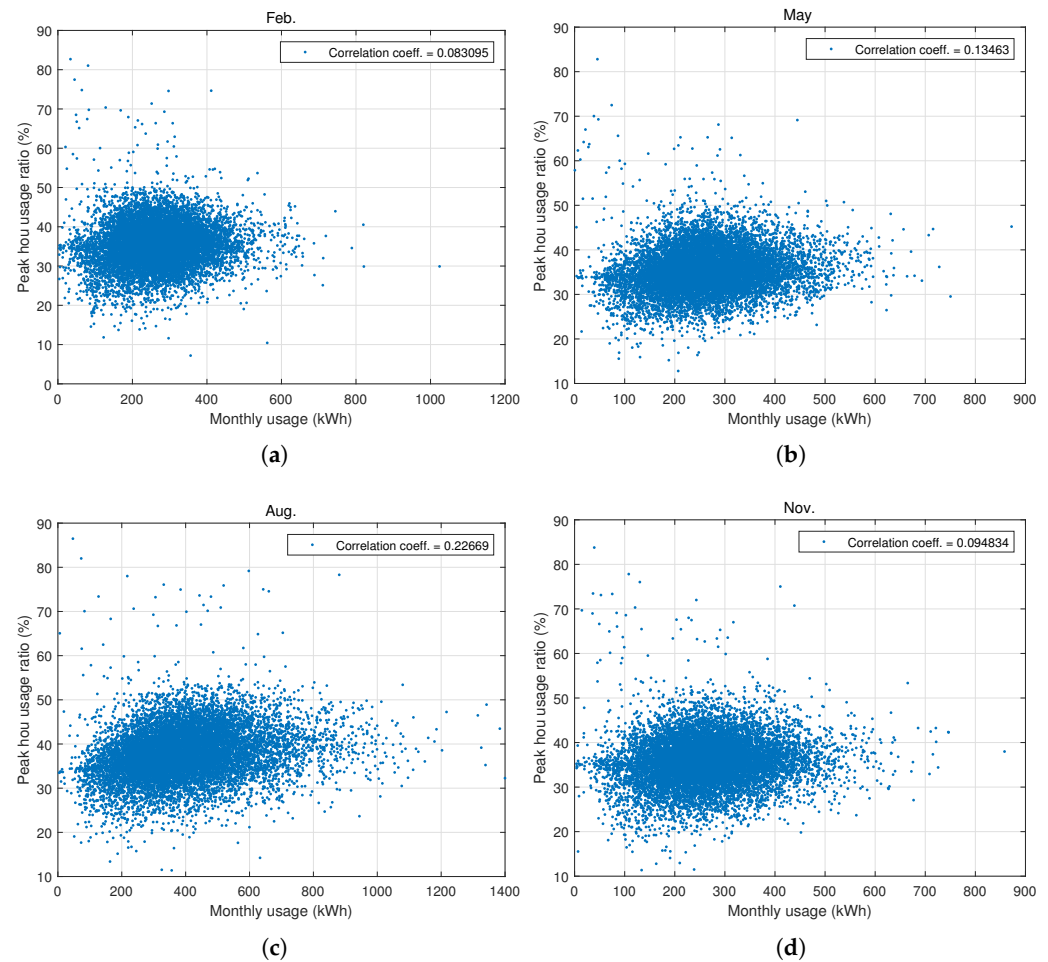 Feb.
Correlation coeff. = 0.083095
Peak hou usage ratio (%)
90
80
70
60
50
40
30
20
10
0
0 200 400 600 800 1000 1200
Monthly usage (kWh)
(a)
May
Correlation coeff. = 0.13463
Peak hou usage ratio (%)
90
80
70
60
50
40
30
20
10
0 100 200 300 400 500 600 700 800 900
Monthly usage (kWh)
(b)
Aug.
Correlation coeff. = 0.22669
Peak hou usage ratio (%)
90
80
70
60
50
40
30
20
10
0 200 400 600 800 1000 1200 1400
Monthly usage (kWh)
(c)
Nov.
Correlation coeff. = 0.094834
Peak hou usage ratio (%)
90
80
70
60
50
40
30
20
10
0 100 200 300 400 500 600 700 800 900
Monthly usage (kWh)
(d)